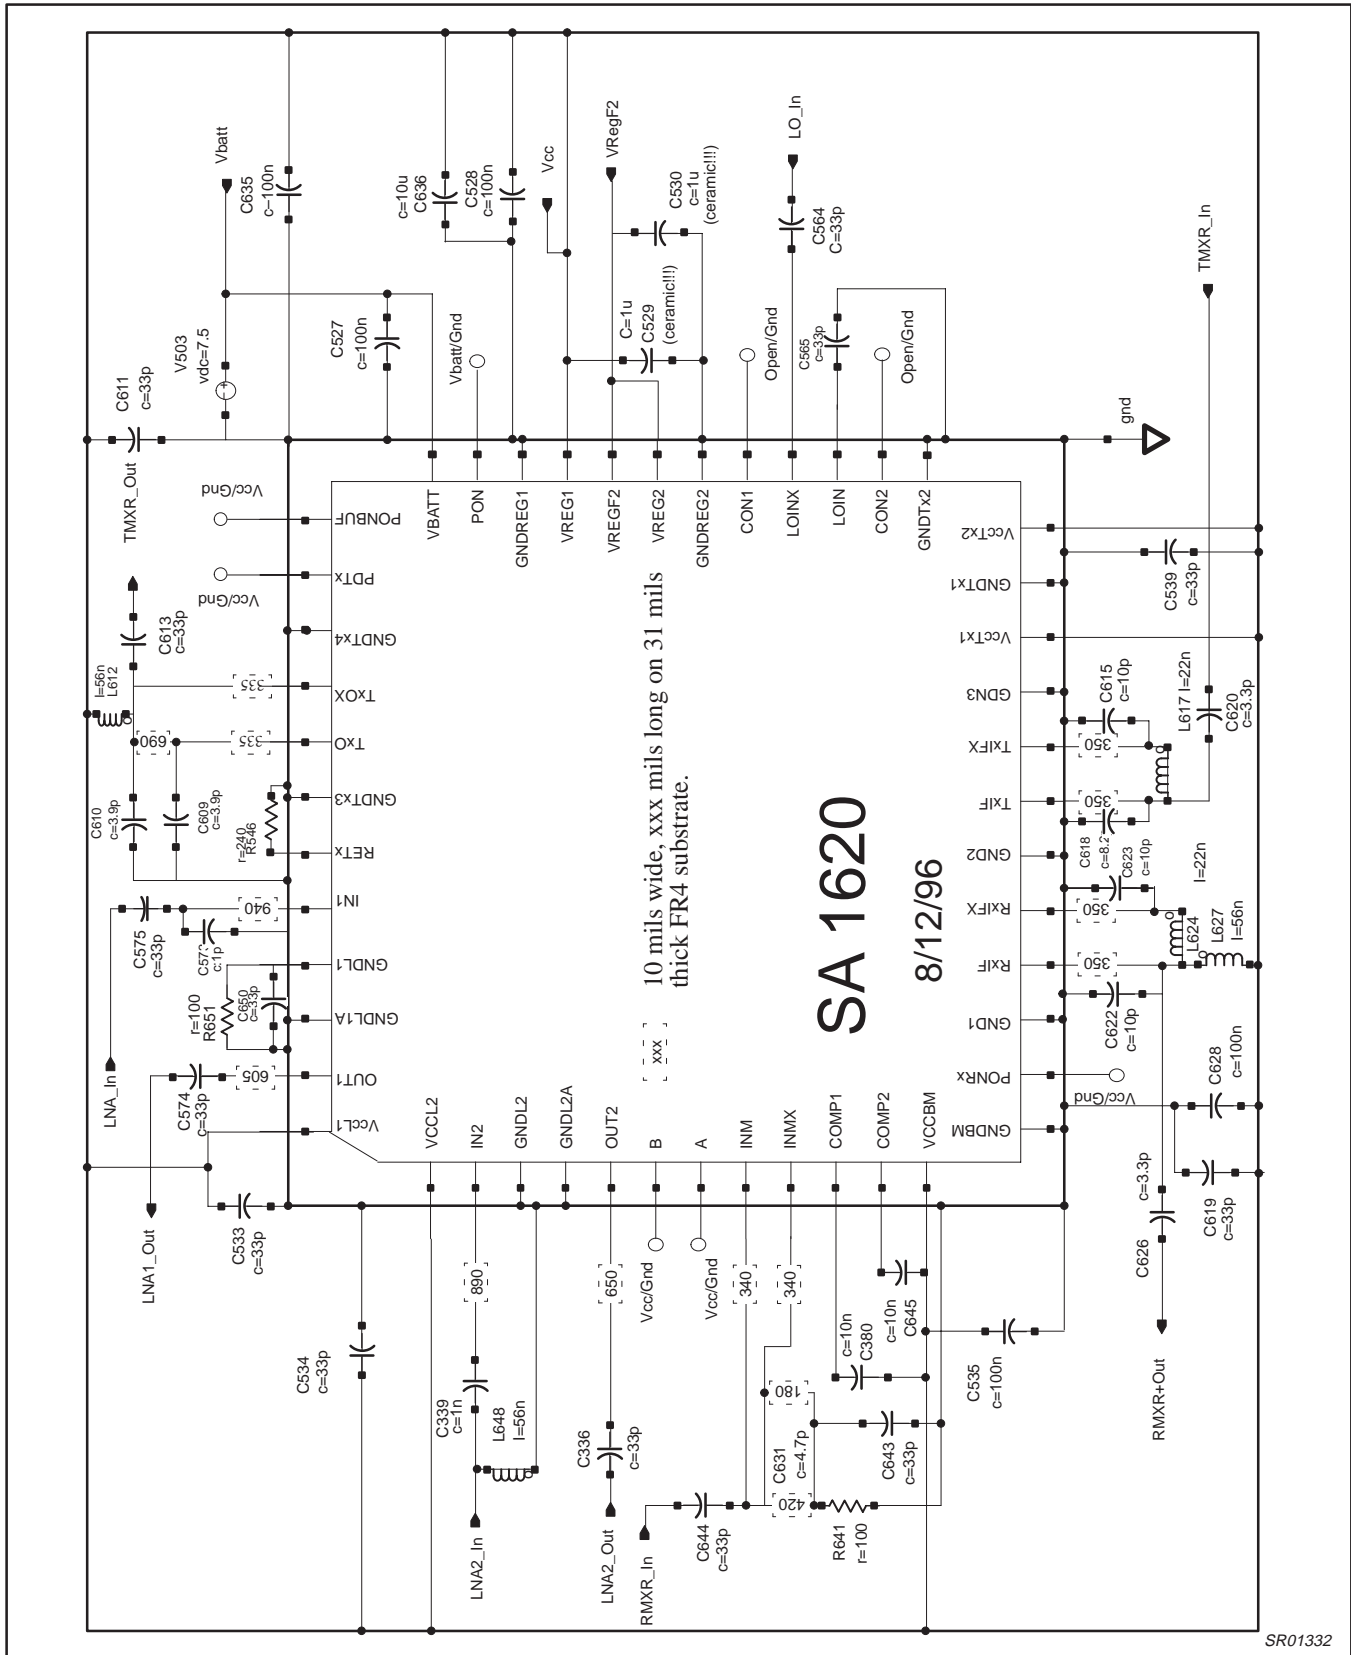 Vbatt
C635
c–100n
c=10u
C636
C528
c=100n
Vcc
VRegF2
C530
c=1u
(ceramic!!!)
LO_In
C564
C=33p
TMXR_In
V503
vdc=7.5
C527
c=100n
Vbatt/Gnd
C=1u
C529
(ceramic!!!)
Open/Gnd
C565
c=33p
Open/Gnd
gnd
C611
c=33p
TMXR_Out
Vcc/Gnd
Vcc/Gnd
C613
c=33p
l=56n
L612
690
335
335
C610
c=3.9p
C609
c=3.9p
r=240
R546
940
C575
c=33p
LNA_In
r=100
R651
C650
c=33p
605
C574
c=33p
LNA1_Out
C533
c=33p
PONBUF
PDTx
GNDTx4
TxOX
TxO
GNDTx3
RETx
IN1
GNDL1
GNDL1A
OUT1
VccL1
VBATT
PON
GNDREG1
VREG1
VREGF2
VREG2
GNDREG2
CON1
LOINX
LOIN
CON2
GNDTx2
VccTx2
GNDTx1
VccTx1
GDN3
TxIFX
TxIF
GND2
RxIFX
RxIF
GND1
PONRx
GNDBM
VCCL2
IN2
GNDL2
GNDL2A
OUT2
B
A
INM
INMX
COMP1
COMP2
VCCBM
10 mils wide, xxx mils long on 31 mils
thick FR4 substrate.
xxx
SA 1620
8/12/96
C539
c=33p
C615
c=10p
L617 l=22n
C620
c=3.3p
350
350
C618
C623
c=10p
l=22n
350
350
L624
L627
l=56n
C622
c=10p
C628
c=100n
Vcc/Gnd
c=3.3p
C626
C619
c=33p
RMXR+Out
C534
c=33p
890
C339
c=1n
L648
l=56n
LNA2_In
650
C336
c=33p
LNA2_Out
Vcc/Gnd
Vcc/Gnd
340
340
180
420
RMXR_In
C644
c=33p
C631
c=4.7p
R641
r=100
c=10n
C380
c=10n
C645
C643
c=33p
C535
c=100n
SR01332